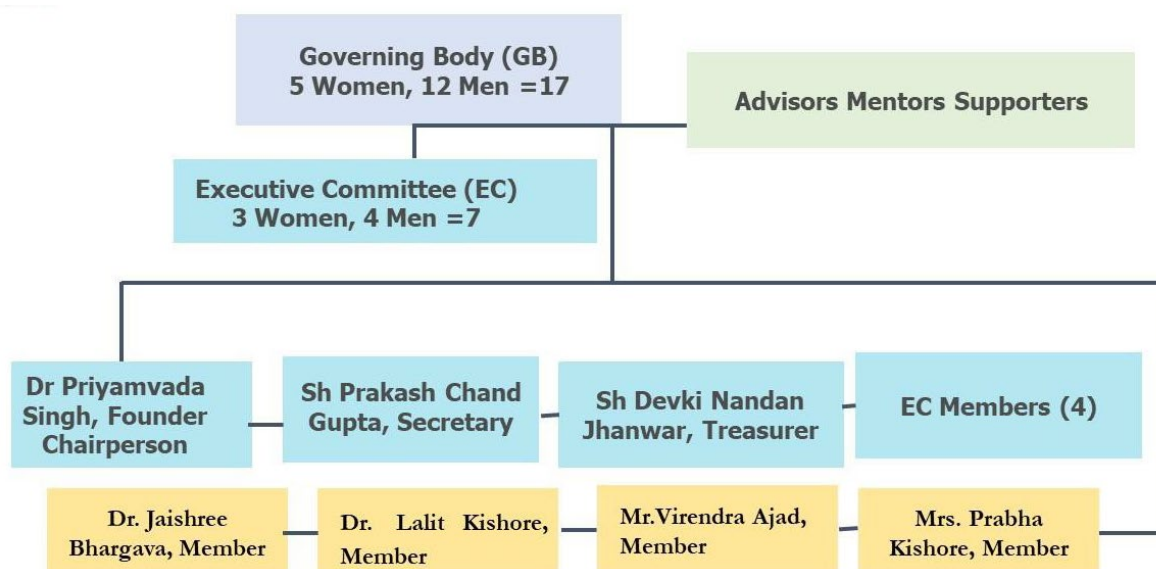 Governing Body (GB)
5 Women, 12 Men =17
Advisors Mentors Supporters
Executive Committee (EC)
3 Women, 4 Men =7
Dr Priyamvada
Singh, Founder
Chairperson
Sh Prakash Chand
Gupta, Secretary
Sh Devki Nandan
Jhanwar, Treasurer
EC Members (4)
Dr. Jaishree
Bhargava, Member
Dr. Lalit Kishore,
Member
Mr.Virendra Ajad,
Member
Mrs. Prabha
Kishore, Member